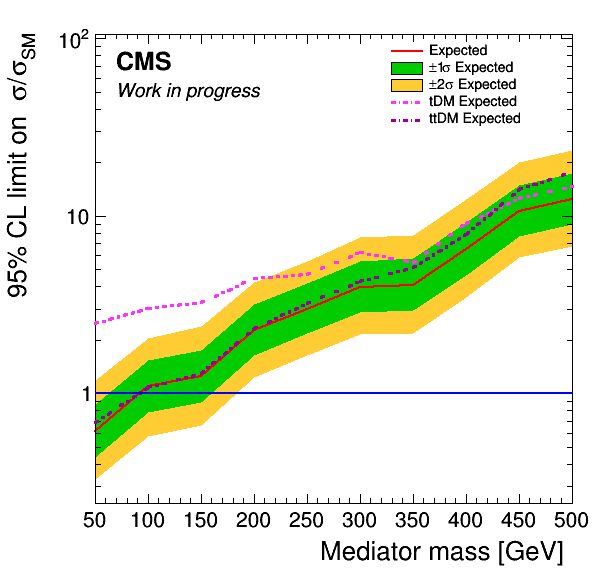 CMS
Work in progress
Expected
±1σ Expected
±2σ Expected
tDM Expected
ttDM Expected
95% CL limit on σ/σSM
10²
10
1
50 100 150 200 250 300 350 400 450 500
Mediator mass [GeV]